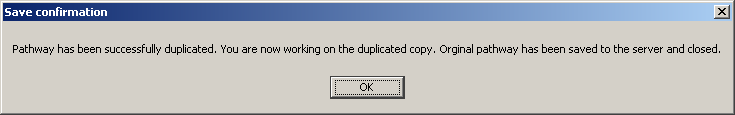 Save confirmation
Pathway has been successfully duplicated. You are now working on the duplicated copy. Orginal pathway has been saved to the server and closed.
OK